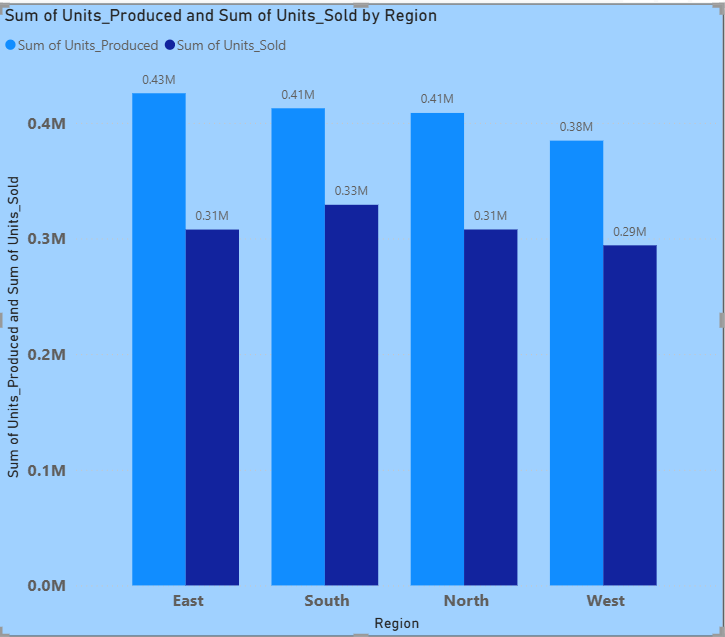 Sum of Units_Produced and Sum of Units_Sold by Region
Sum of Units_Produced Sum of Units_Sold
Sum of Units_Produced and Sum of Units_Sold
0.4M
0.3M
0.2M
0.1M
0.0M
0.43M
0.31M
0.41M
0.33M
0.41M
0.31M
0.38M
0.29M
East South North West
Region